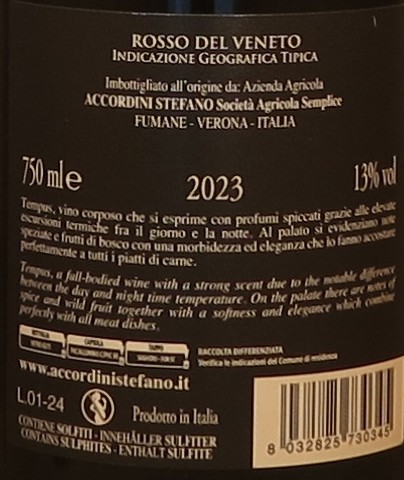 ROSSO DEL VENETO
INDICAZIONE GEOGRAFICA TIPICA
Imbottigliato all'origine da: Azienda Agricola
ACCORDINI STEFANO Società Agricola Semplice
FUMANE - VERONA - ITALIA
750 ml e
2023
13% vol
Tempus, vino corposo che si esprime con profumi spiccati grazie alle elevate
escursioni termiche fra il giorno e la notte. Al palato si evidenziano note
speziate e frutti di bosco con una morbidezza ed eleganza che lo fanno accostare
perfettamente a tutti i piatti di carne.
Tempus, a full-bodied wine with a strong scent due to the notable difference
between the day and night time temperature. On the palate there are notes of
spice and wild fruit together with a softness and elegance which combine
perfectly with all meat dishes.
BOTTIGLIA
CAPSULA
TAPPO
RACCOLTA DIFFERENZIATA
Verifica le indicazioni del Comune di residenza
www.accordinistefano.it
L.01-24
Prodotto in Italia
CONTIENE SOLFITI - INNEHÅLLER SULFITER
CONTAINS SULPHITES - ENTHALT SULFITE
8 032825 730345